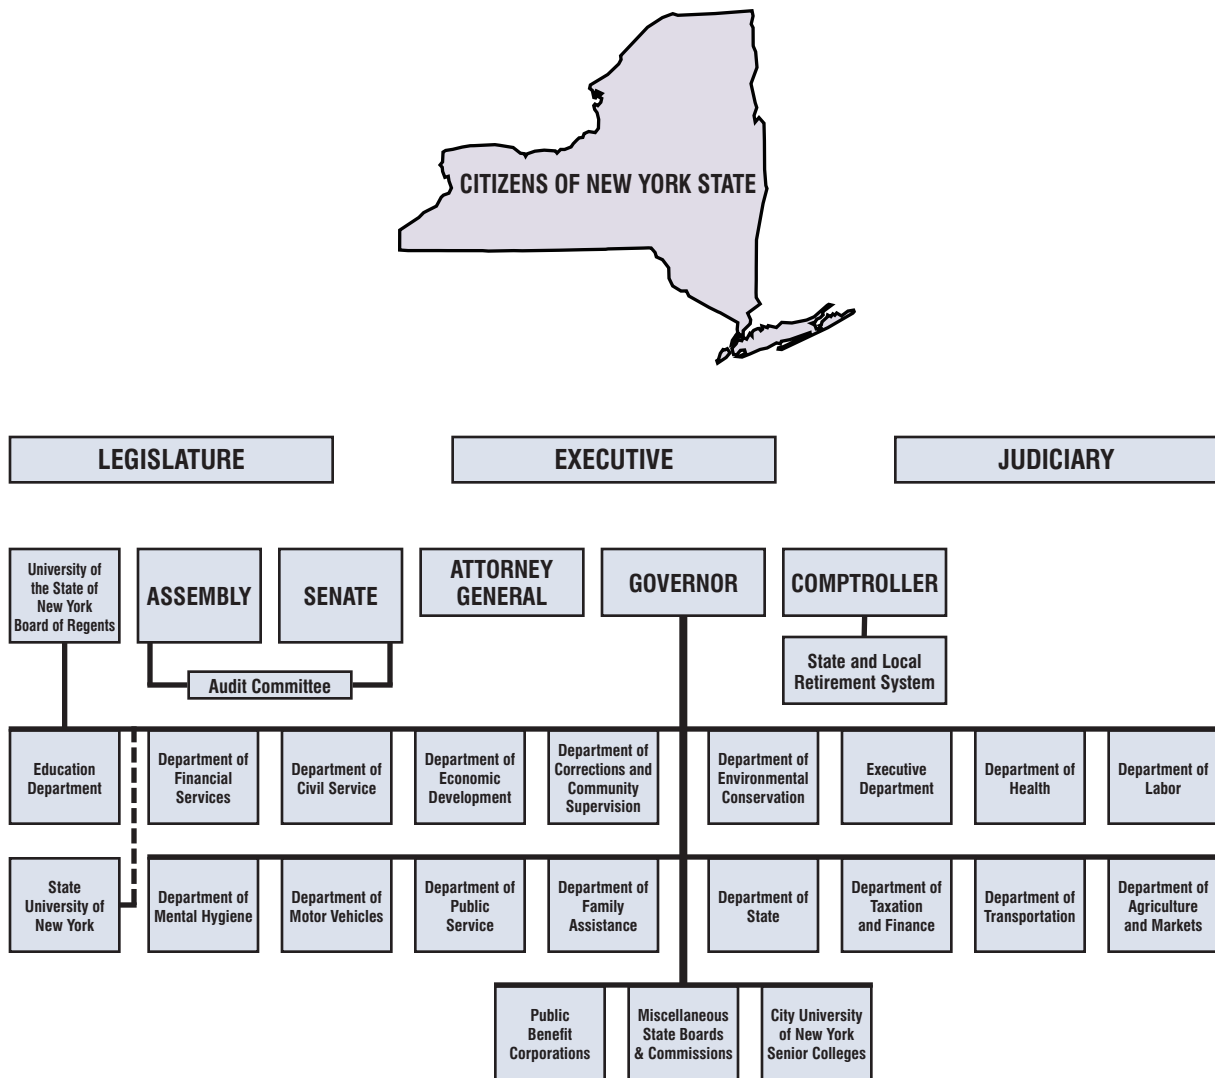 CITIZENS OF NEW YORK STATE
LEGISLATURE
EXECUTIVE
JUDICIARY
University of
the State of
New York
Board of Regents
ASSEMBLY
SENATE
ATTORNEY
GENERAL
GOVERNOR
COMPTROLLER
Audit Committee
State and Local
Retirement System
Education
Department
Department of
Financial
Services
Department of
Civil Service
Department of
Economic
Development
Department of
Corrections and
Community
Supervision
Department of
Environmental
Conservation
Executive
Department
Department of
Health
Department of
Labor
State
University of
New York
Department of
Mental Hygiene
Department of
Motor Vehicles
Department of
Public
Service
Department of
Family
Assistance
Department of
State
Department of
Taxation
and Finance
Department of
Transportation
Department of
Agriculture
and Markets
Public
Benefit
Corporations
Miscellaneous
State Boards
& Commissions
City University
of New York
Senior Colleges